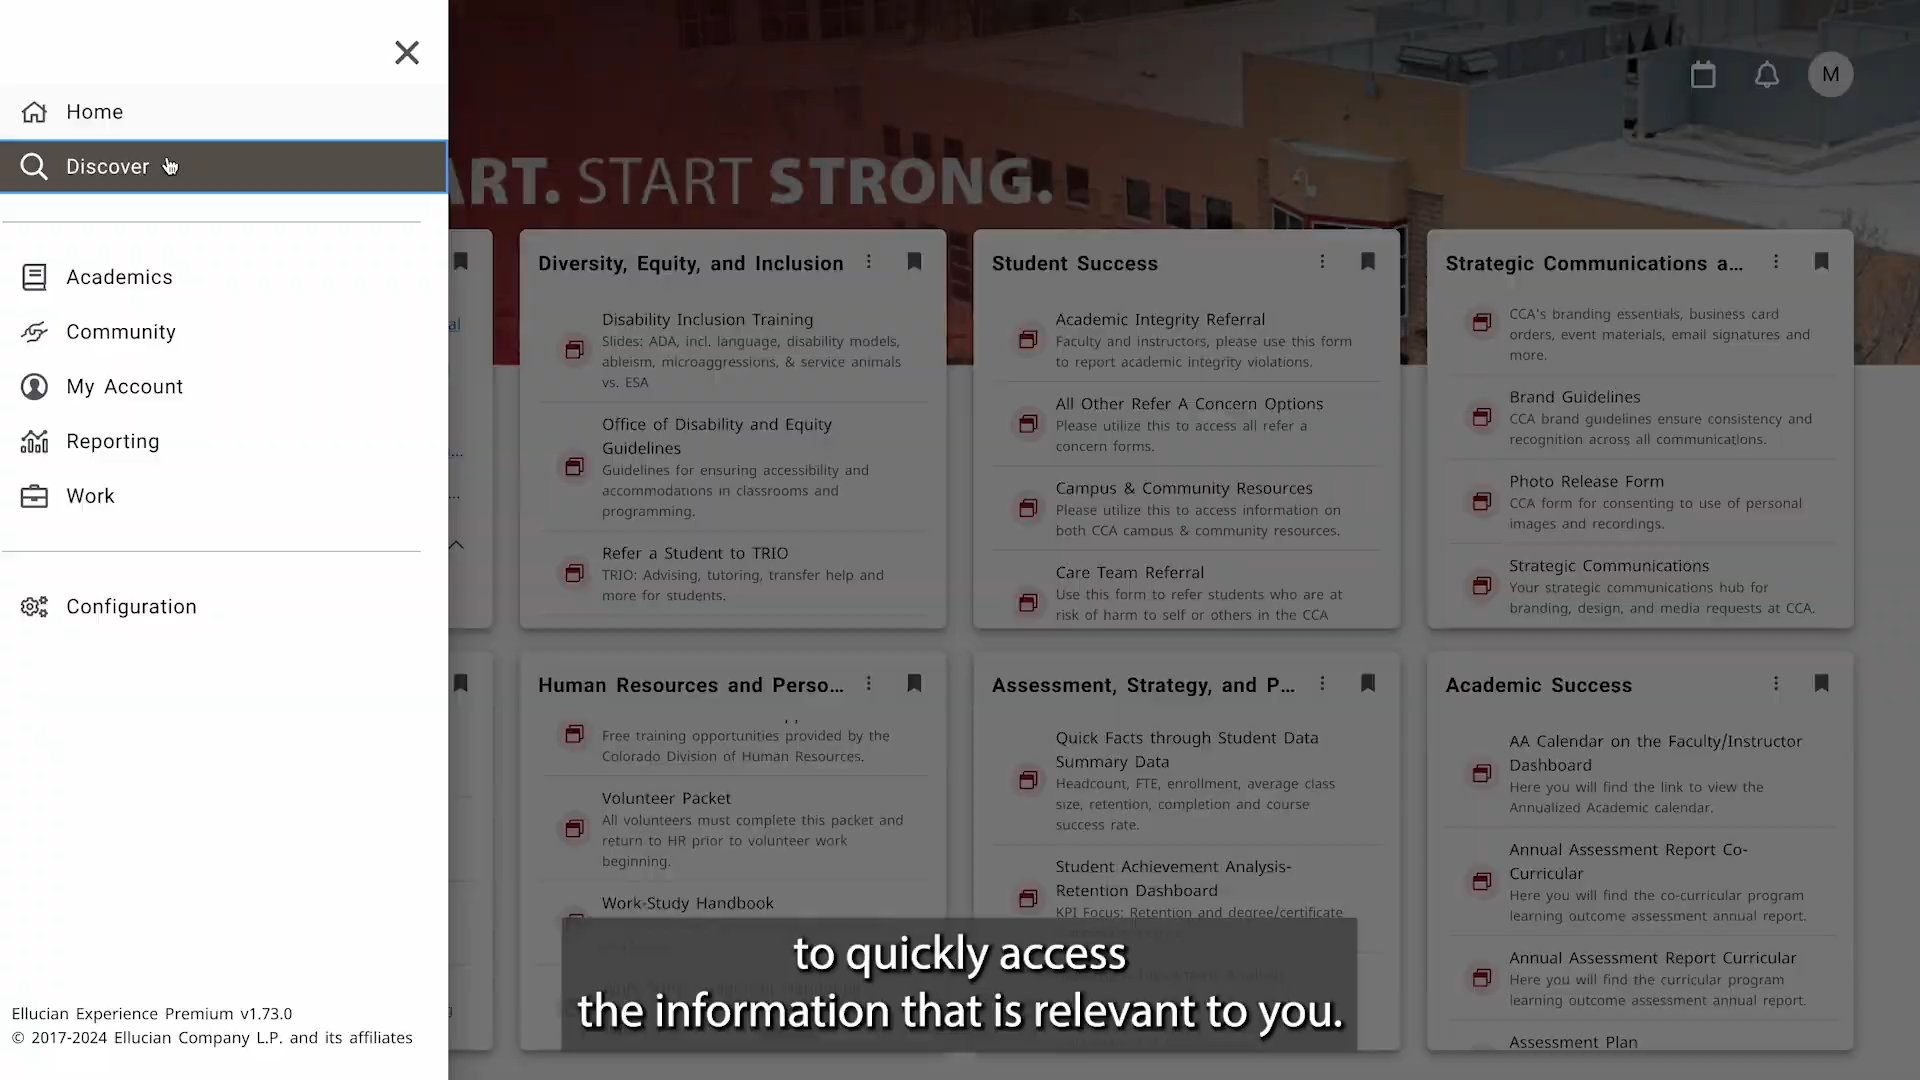 Home
Discover
Academics
Community
My Account
Reporting
Work
Configuration
Ellucian Experience Premium v1.73.0
© 2017-2024 Ellucian Company L.P. and its affiliates
M
ART. START STRONG.
al
...
...
Diversity, Equity, and Inclusion
Disability Inclusion Training
Slides: ADA, incl. language, disability models,
ableism, microaggressions, & service animals
vs. ESA
Office of Disability and Equity
Guidelines
Guidelines for ensuring accessibility and
accommodations in classrooms and
programming.
Refer a Student to TRIO
TRIO: Advising, tutoring, transfer help and
more for students.
Student Success
Academic Integrity Referral
Faculty and instructors, please use this form
to report academic integrity violations.
All Other Refer A Concern Options
Please utilize this to access all refer a
concern forms.
Campus & Community Resources
Please utilize this to access information on
both CCA campus & community resources.
Care Team Referral
Use this form to refer students who are at
risk of harm to self or others in the CCA
Strategic Communications a...
CCA's branding essentials, business card
orders, event materials, email signatures and
more.
Brand Guidelines
CCA brand guidelines ensure consistency and
recognition across all communications.
Photo Release Form
CCA form for consenting to use of personal
images and recordings.
Strategic Communications
Your strategic communications hub for
branding, design, and media requests at CCA.
Human Resources and Perso...
Free training opportunities provided by the
Colorado Division of Human Resources.
Volunteer Packet
All volunteers must complete this packet and
return to HR prior to volunteer work
beginning.
Work-Study Handbook
Assessment, Strategy, and P...
Quick Facts through Student Data
Summary Data
Headcount, FTE, enrollment, average class
size, retention, completion and course
success rate.
Student Achievement Analysis-
Retention Dashboard
KPI Focus: Retention and degree/certificate
Academic Success
AA Calendar on the Faculty/Instructor
Dashboard
Here you will find the link to view the
Annualized Academic calendar.
Annual Assessment Report Co-
Curricular
Here you will find the co-curricular program
learning outcome assessment annual report.
Annual Assessment Report Curricular
Here you will find the curricular program
learning outcome assessment annual report.
Assessment Plan
to quickly access
the information that is relevant to you.